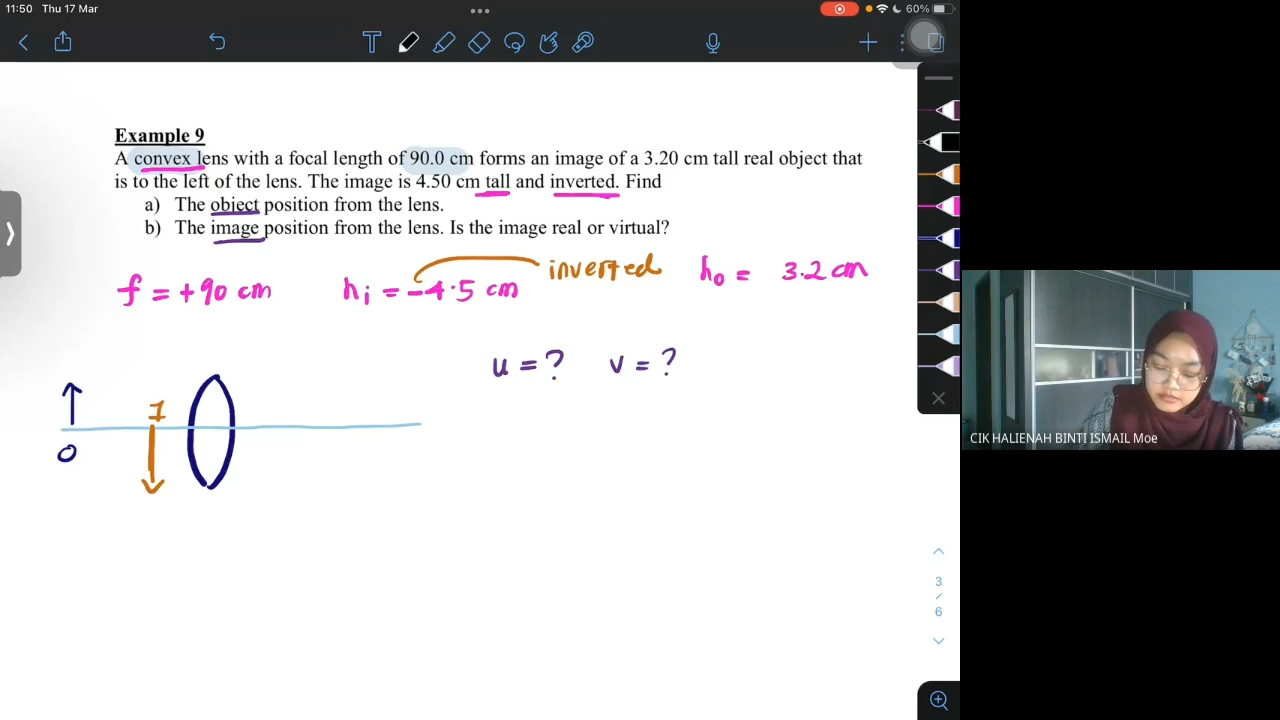 11:50 Thu 17 Mar
60%
T
Example 9
A convex lens with a focal length of 90.0 cm forms an image of a 3.20 cm tall real object that
is to the left of the lens. The image is 4.50 cm tall and inverted. Find
a) The object position from the lens.
b) The image position from the lens. Is the image real or virtual?
f = +90 cm
hi = -4.5 cm
inverted
ho = 3.2 cm
u = ? v = ?
I
O
CIK HALIENAH BINTI ISMAIL Moe
3
/
6